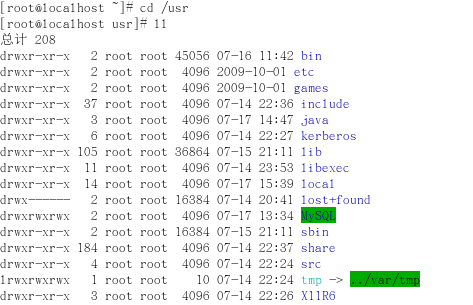 [root@localhost ~]# cd /usr
[root@localhost usr]# ll
总计 208
drwxr-xr-x   2 root root 45056 07-16 11:42 bin
drwxr-xr-x   2 root root  4096 2009-10-01 etc
drwxr-xr-x   2 root root  4096 2009-10-01 games
drwxr-xr-x  37 root root  4096 07-14 22:36 include
drwxr-xr-x   3 root root  4096 07-17 14:47 java
drwxr-xr-x   6 root root  4096 07-14 22:27 kerberos
drwxr-xr-x 105 root root 36864 07-15 21:11 lib
drwxr-xr-x  11 root root  4096 07-14 23:53 libexec
drwxr-xr-x  14 root root  4096 07-17 15:39 local
drwx------   2 root root 16384 07-14 20:41 lost+found
drwxrwxrwx   2 root root  4096 07-17 13:34 MySQL
drwxr-xr-x   2 root root 16384 07-15 21:11 sbin
drwxr-xr-x 184 root root  4096 07-14 22:37 share
drwxr-xr-x   4 root root  4096 07-14 22:24 src
lrwxrwxrwx   1 root root    10 07-14 22:24 tmp -> ../var/tmp
drwxr-xr-x   3 root root  4096 07-14 22:26 X11R6